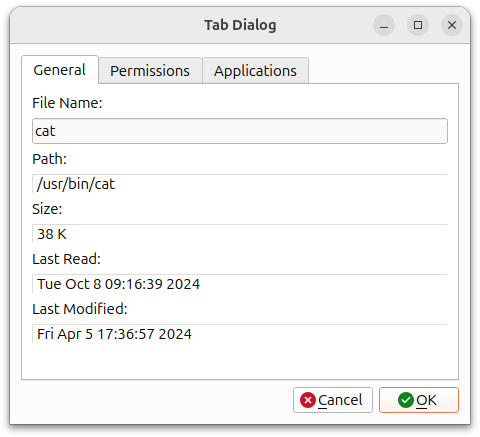 Tab Dialog
General Permissions Applications
File Name:
cat
Path:
/usr/bin/cat
Size:
38 K
Last Read:
Tue Oct 8 09:16:39 2024
Last Modified:
Fri Apr 5 17:36:57 2024
Cancel OK